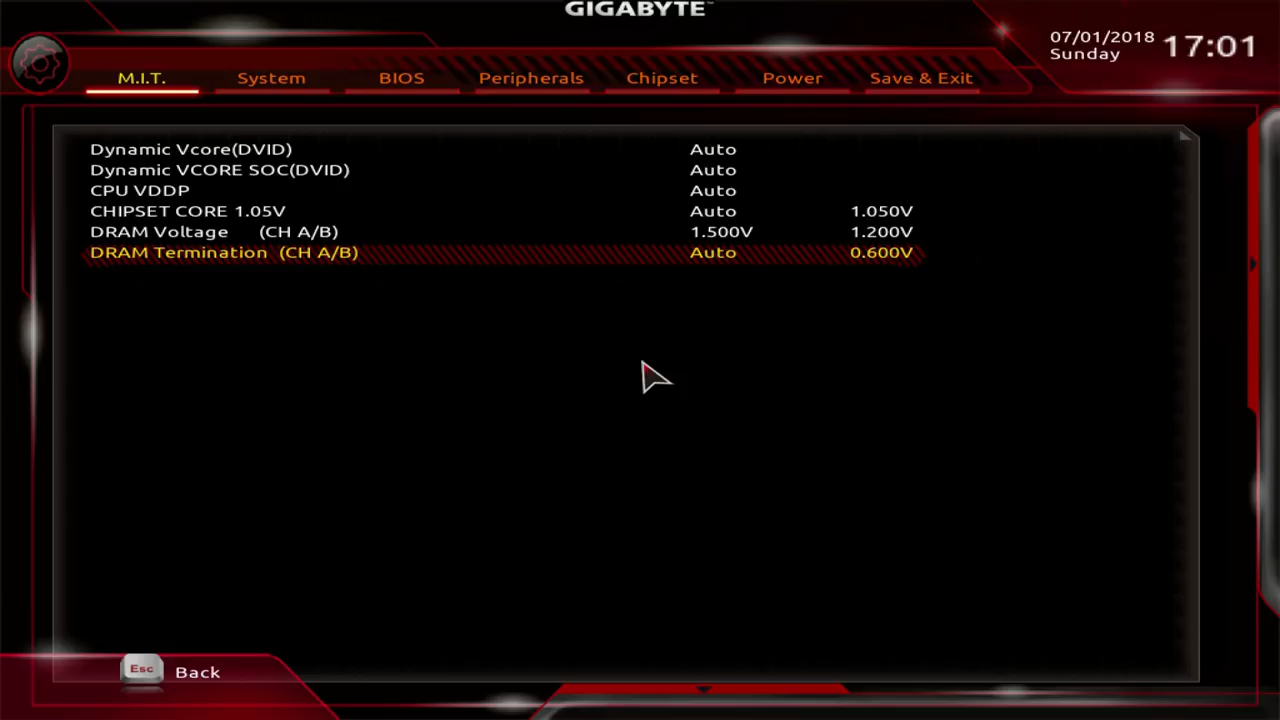 GIGABYTE™
07/01/2018
Sunday
17:01
M.I.T. System BIOS Peripherals Chipset Power Save & Exit
Dynamic Vcore(DVID) Auto
Dynamic VCORE SOC(DVID) Auto
CPU VDDP Auto
CHIPSET CORE 1.05V Auto 1.050V
DRAM Voltage (CH A/B) 1.500V 1.200V
DRAM Termination (CH A/B) Auto 0.600V
Esc Back